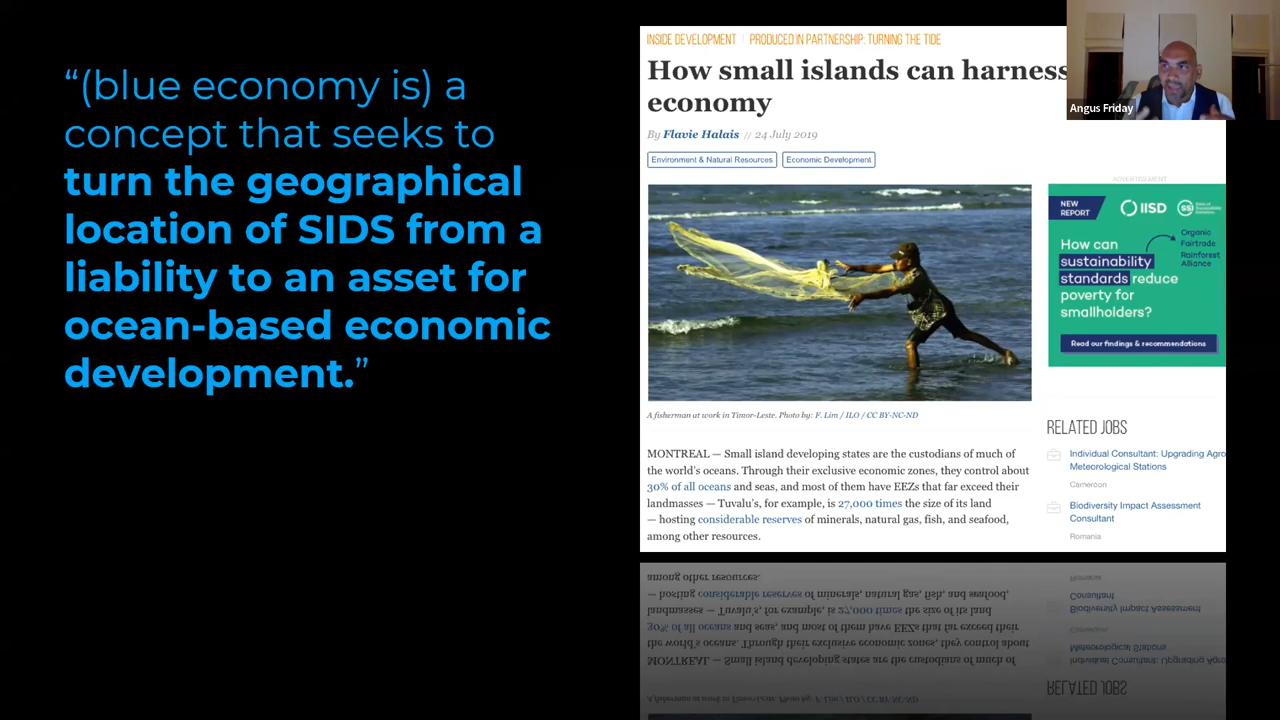 “(blue economy is) a
concept that seeks to
turn the geographical
location of SIDS from a
liability to an asset for
ocean-based economic
development.”
INSIDE DEVELOPMENT | PRODUCED IN PARTNERSHIP: TURNING THE TIDE
How small islands can harness
economy
By Flavie Halais // 24 July 2019
Environment & Natural Resources
Economic Development
A fisherman at work in Timor-Leste. Photo by: F. Lim / ILO / CC BY-NC-ND
MONTREAL — Small island developing states are the custodians of much of
the world's oceans. Through their exclusive economic zones, they control about
30% of all oceans and seas, and most of them have EEZs that far exceed their
landmasses — Tuvalu's, for example, is 27,000 times the size of its land
— hosting considerable reserves of minerals, natural gas, fish, and seafood,
among other resources.
Angus Friday
ADVERTISEMENT
NEW
REPORT
IISD
SSI
How can
sustainability
standards reduce
poverty for
smallholders?
Organic
Fairtrade
Rainforest
Alliance
Read our findings & recommendations
RELATED JOBS
Individual Consultant: Upgrading Agro
Meteorological Stations
Cameroon
Biodiversity Impact Assessment
Consultant
Romania